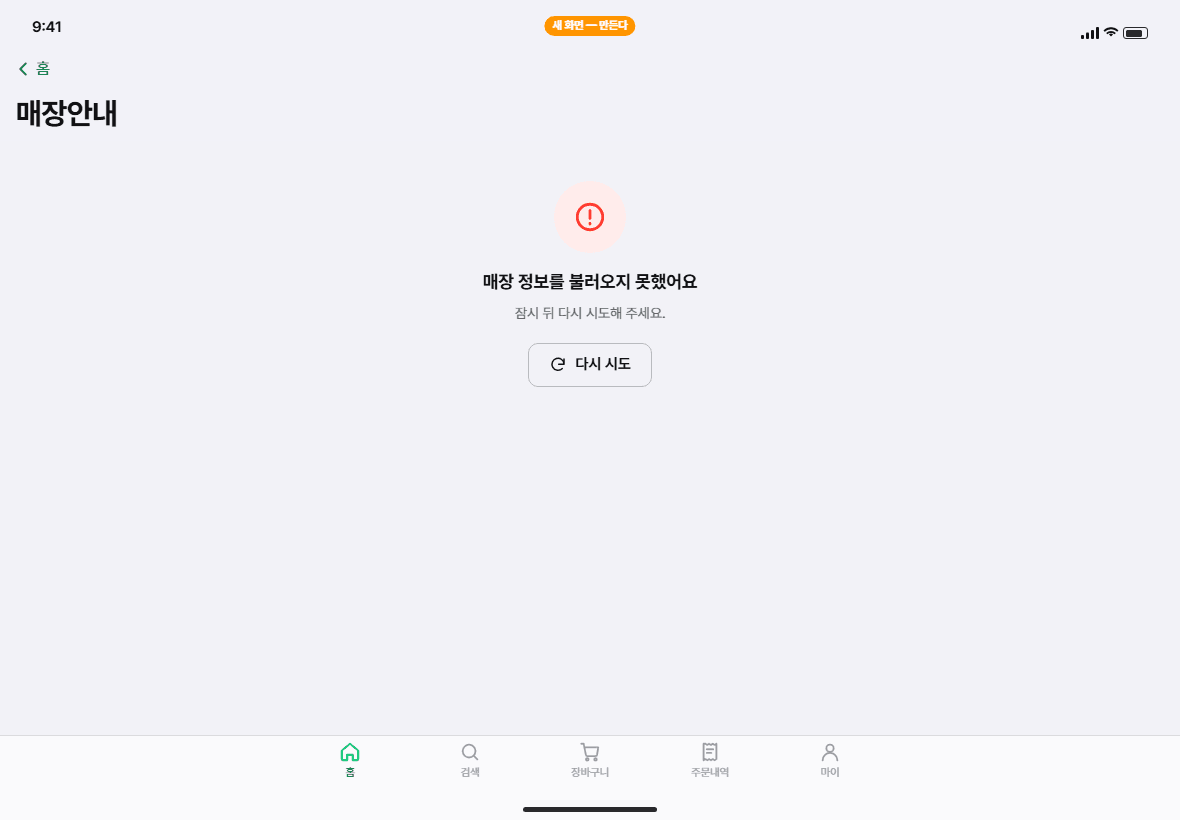 9:41
새 화면 — 만든다
홈
매장안내
매장 정보를 불러오지 못했어요
잠시 뒤 다시 시도해 주세요.
다시 시도
홈
검색
장바구니
주문내역
마이